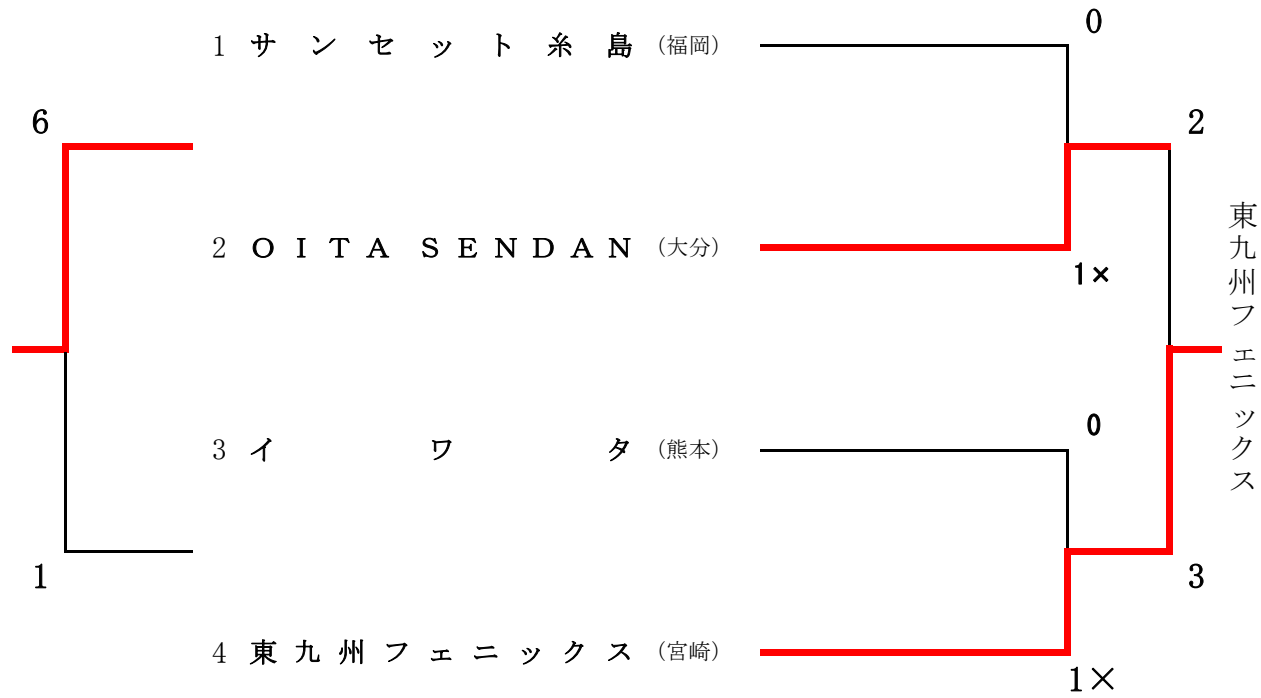 0
1 サンセット糸島 （福岡）
6
2
2 OITA SENDAN （大分）
1×
東九州フェニックス
0
3 イワタ （熊本）
1
3
4 東九州フェニックス （宮崎）
1×